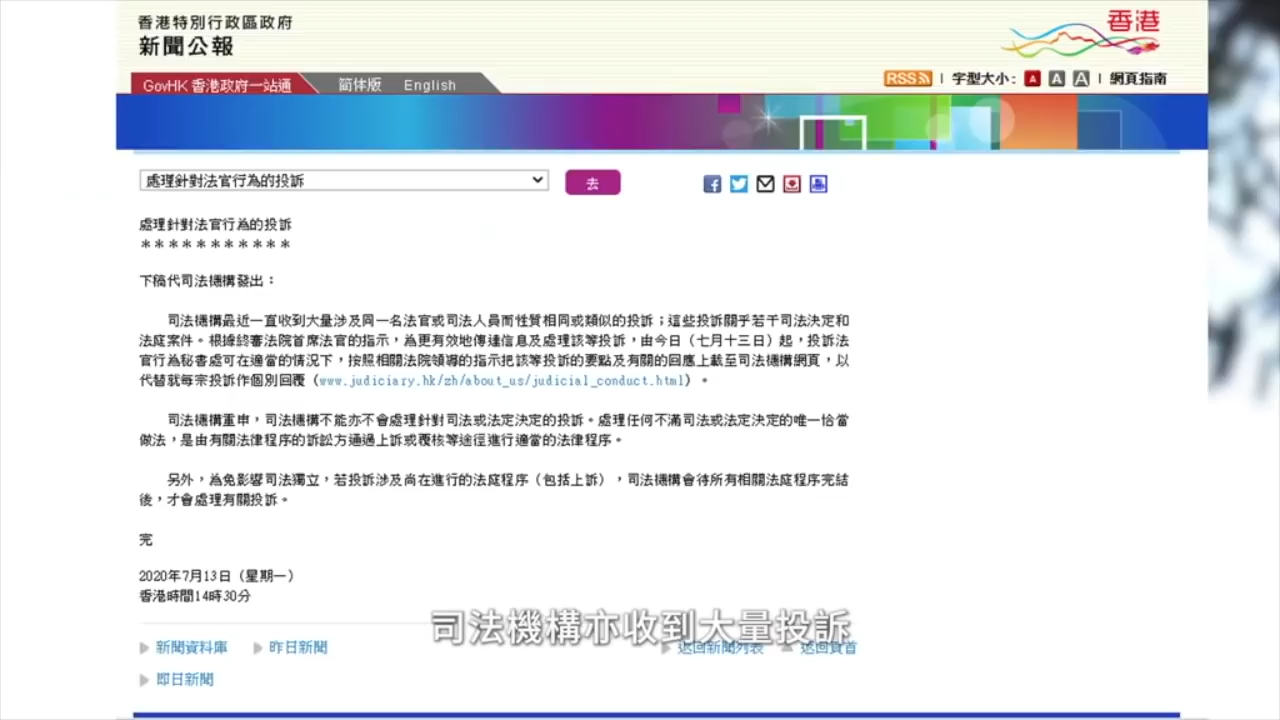 香港特別行政區政府
新聞公報
香港
GovHK 香港政府一站通 简体版 English
RSS | 字型大小: A A A | 網頁指南
處理針對法官行為的投訴 去
處理針對法官行為的投訴
＊＊＊＊＊＊＊＊＊＊＊
下稿代司法機構發出：
司法機構最近一直收到大量涉及同一名法官或司法人員而性質相同或類似的投訴；這些投訴關乎若干司法決定和
法庭案件。根據終審法院首席法官的指示，為更有效地傳達信息及處理該等投訴，由今日（七月十三日）起，投訴法
官行為秘書處可在適當的情況下，按照相關法院領導的指示把該等投訴的要點及有關的回應上載至司法機構網頁，以
代替就每宗投訴作個別回覆（www.judiciary.hk/zh/about_us/judicial_conduct.html）。
司法機構重申，司法機構不能亦不會處理針對司法或法定決定的投訴。處理任何不滿司法或法定決定的唯一恰當
做法，是由有關法律程序的訴訟方通過上訴或覆核等途徑進行適當的法律程序。
另外，為免影響司法獨立，若投訴涉及尚在進行的法庭程序（包括上訴），司法機構會待所有相關法庭程序完結
後，才會處理有關投訴。
完
2020年7月13日（星期一）
香港時間14時30分
司法機構亦收到大量投訴
新聞資料庫 昨日新聞 返回新聞列表 返回頁首
即日新聞